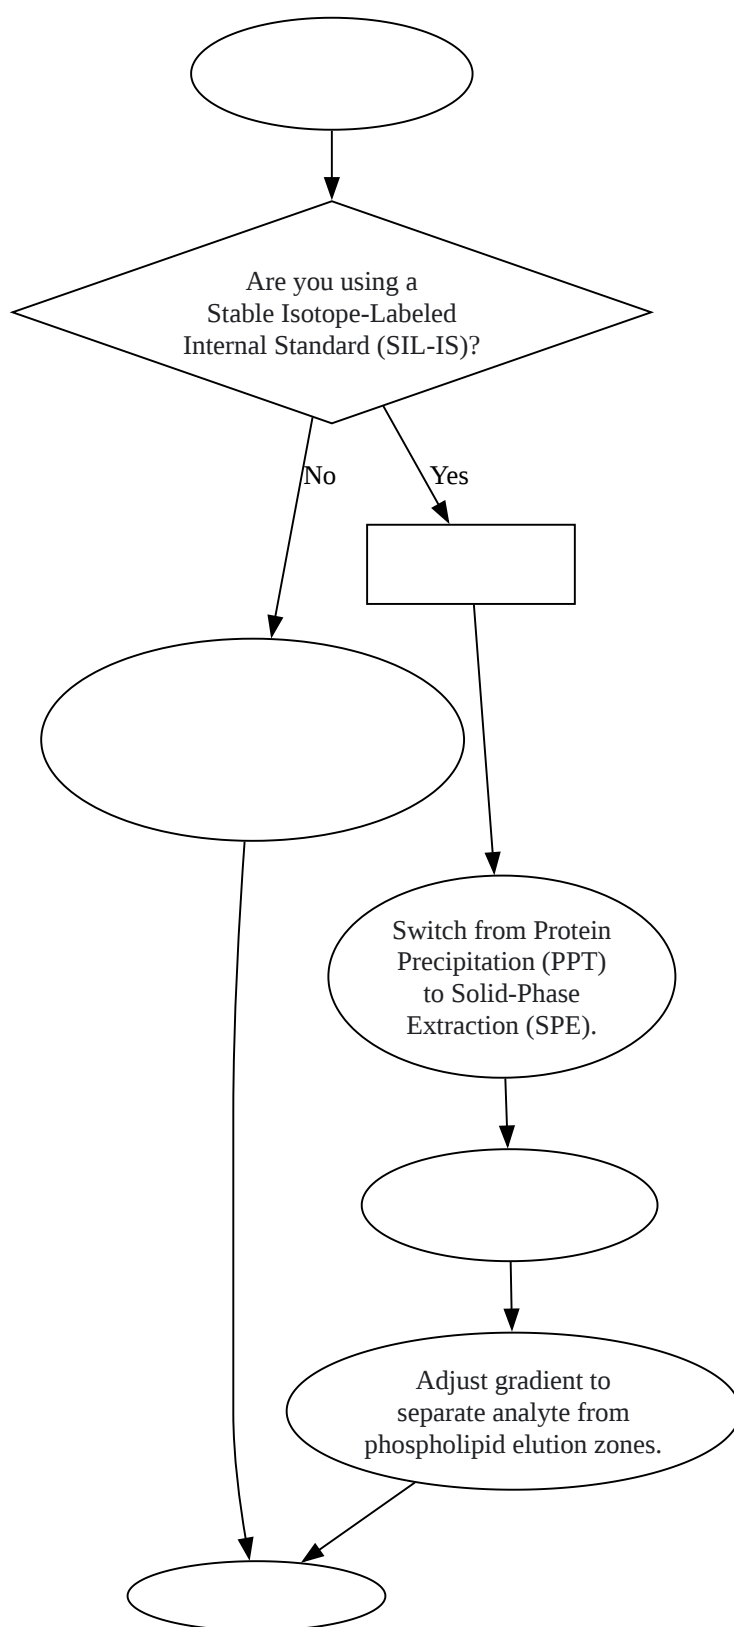 Are you using a
Stable Isotope-Labeled
Internal Standard (SIL-IS)?
No
Yes
Switch from Protein
Precipitation (PPT)
to Solid-Phase
Extraction (SPE).
Adjust gradient to
separate analyte from
phospholipid elution zones.